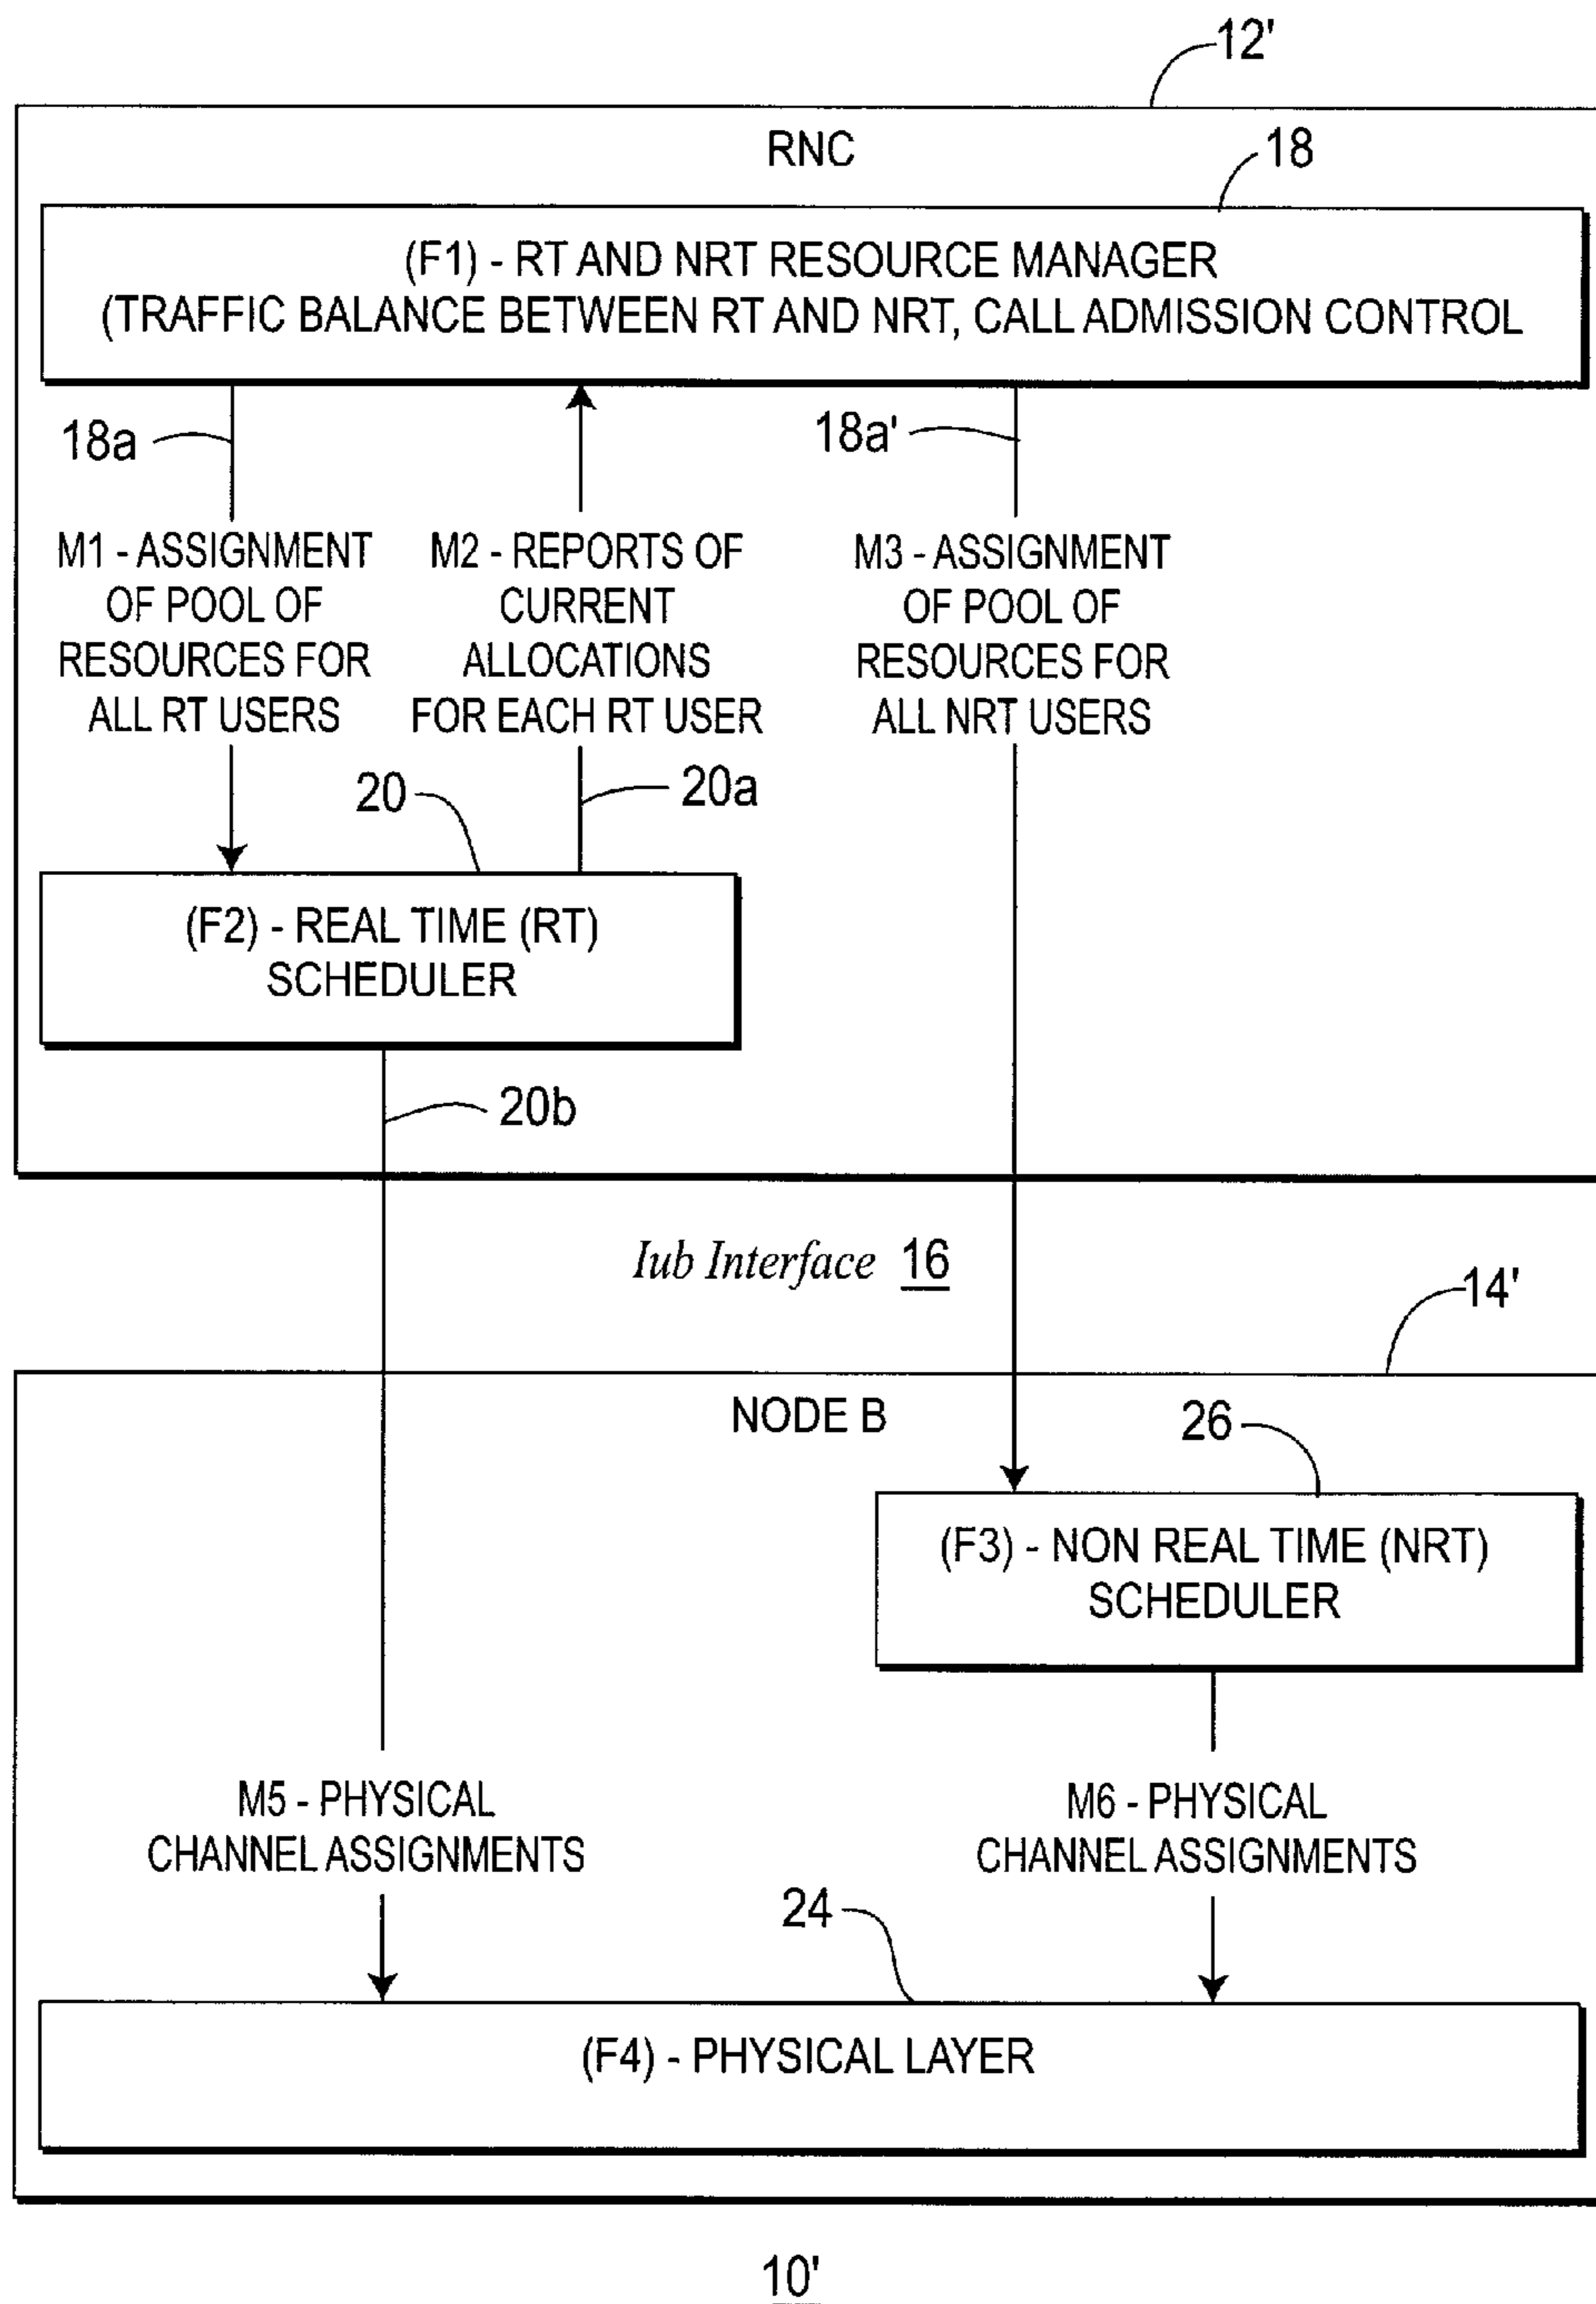 12'
RNC
18
(F1) - RT AND NRT RESOURCE MANAGER
(TRAFFIC BALANCE BETWEEN RT AND NRT, CALL ADMISSION CONTROL
18a
18a'
M1 - ASSIGNMENT
OF POOL OF
RESOURCES FOR
ALL RT USERS
M2 - REPORTS OF
CURRENT
ALLOCATIONS
FOR EACH RT USER
M3 - ASSIGNMENT
OF POOL OF
RESOURCES FOR
ALL NRT USERS
20
20a
(F2) - REAL TIME (RT)
SCHEDULER
20b
Iub Interface 16
14'
NODE B
26
(F3) - NON REAL TIME (NRT)
SCHEDULER
M5 - PHYSICAL
CHANNEL ASSIGNMENTS
M6 - PHYSICAL
CHANNEL ASSIGNMENTS
24
(F4) - PHYSICAL LAYER
10'